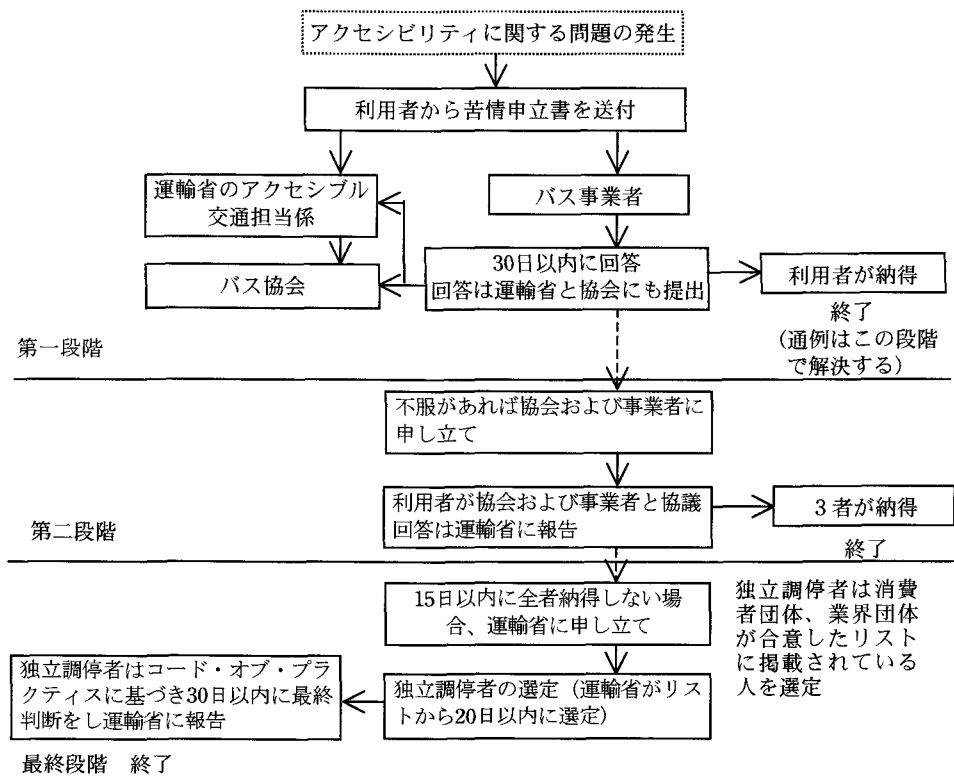 アクセシビリティに関する問題の発生
利用者から苦情申立書を送付
運輸省のアクセシブル
交通担当係
バス事業者
バス協会
30日以内に回答
回答は運輸省と協会にも提出
利用者が納得
終了
(通例はこの段階
で解決する)
第一段階
不服があれば協会および事業者に
申し立て
利用者が協会および事業者と協議
回答は運輸省に報告
3者が納得
終了
第二段階
15日以内に全者納得しない場
合、運輸省に申し立て
独立調停者は消費
者団体、業界団体
が合意したリスト
に掲載されている
人を選定
独立調停者の選定(運輸省がリス
トから20日以内に選定)
独立調停者はコード・オブ・プラ
クティスに基づき30日以内に最終
判断をし運輸省に報告
最終段階 終了